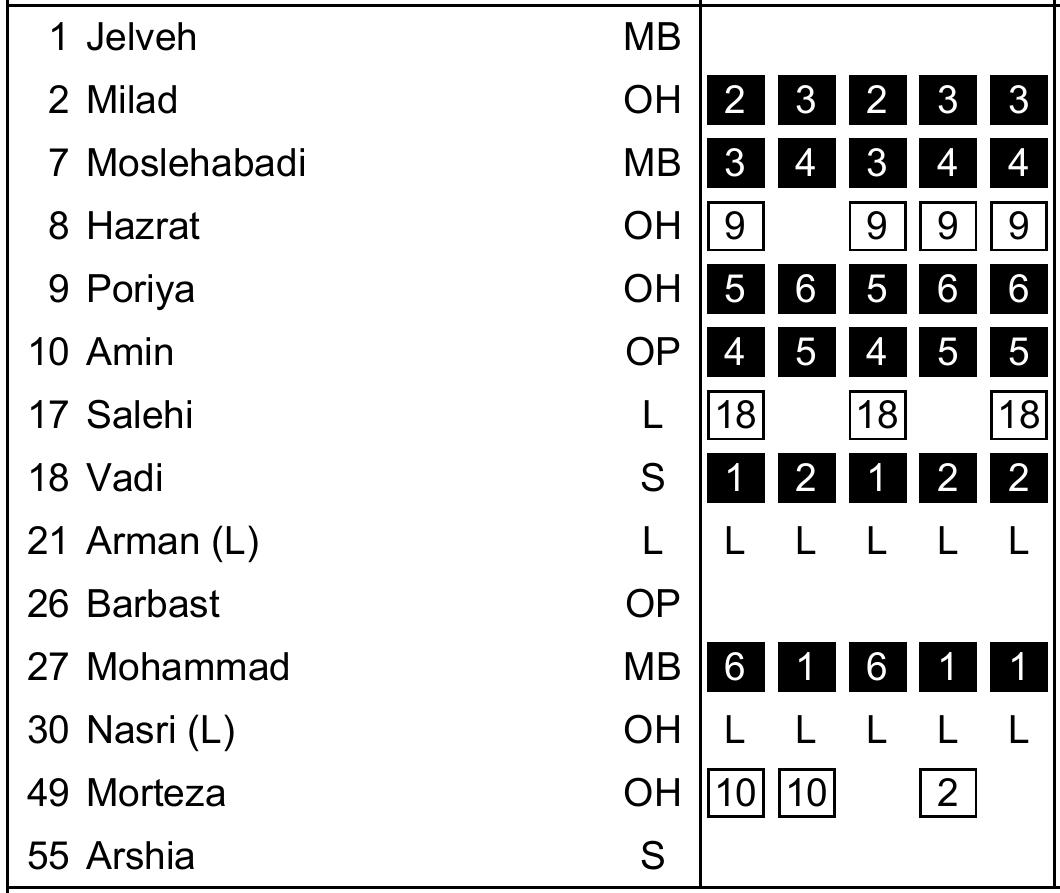 1 Jelveh MB
2 Milad OH 2 3 2 3 3
7 Moslehabadi MB 3 4 3 4 4
8 Hazrat OH 9 9 9 9
9 Poriya OH 5 6 5 6 6
10 Amin OP 4 5 4 5 5
17 Salehi L 18 18 18
18 Vadi S 1 2 1 2 2
21 Arman (L) L L L L L L
26 Barbast OP
27 Mohammad MB 6 1 6 1 1
30 Nasri (L) OH L L L L L
49 Morteza OH 10 10 2
55 Arshia S